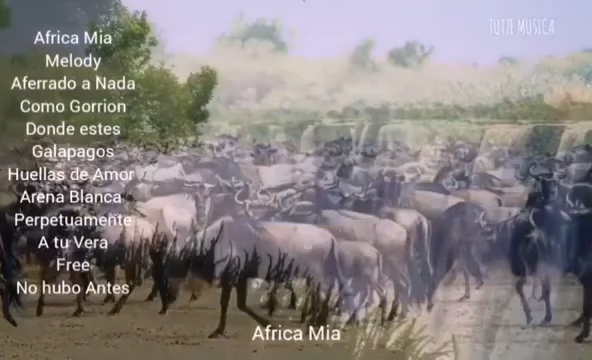 TUTZI MUSICA
Africa Mia
Melody
Aferrado a Nada
Como Gorrion
Donde estes
Galapagos
Huellas de Amor
Arena Blanca
Perpetuamente
A tu Vera
Free
No hubo Antes
Africa Mia